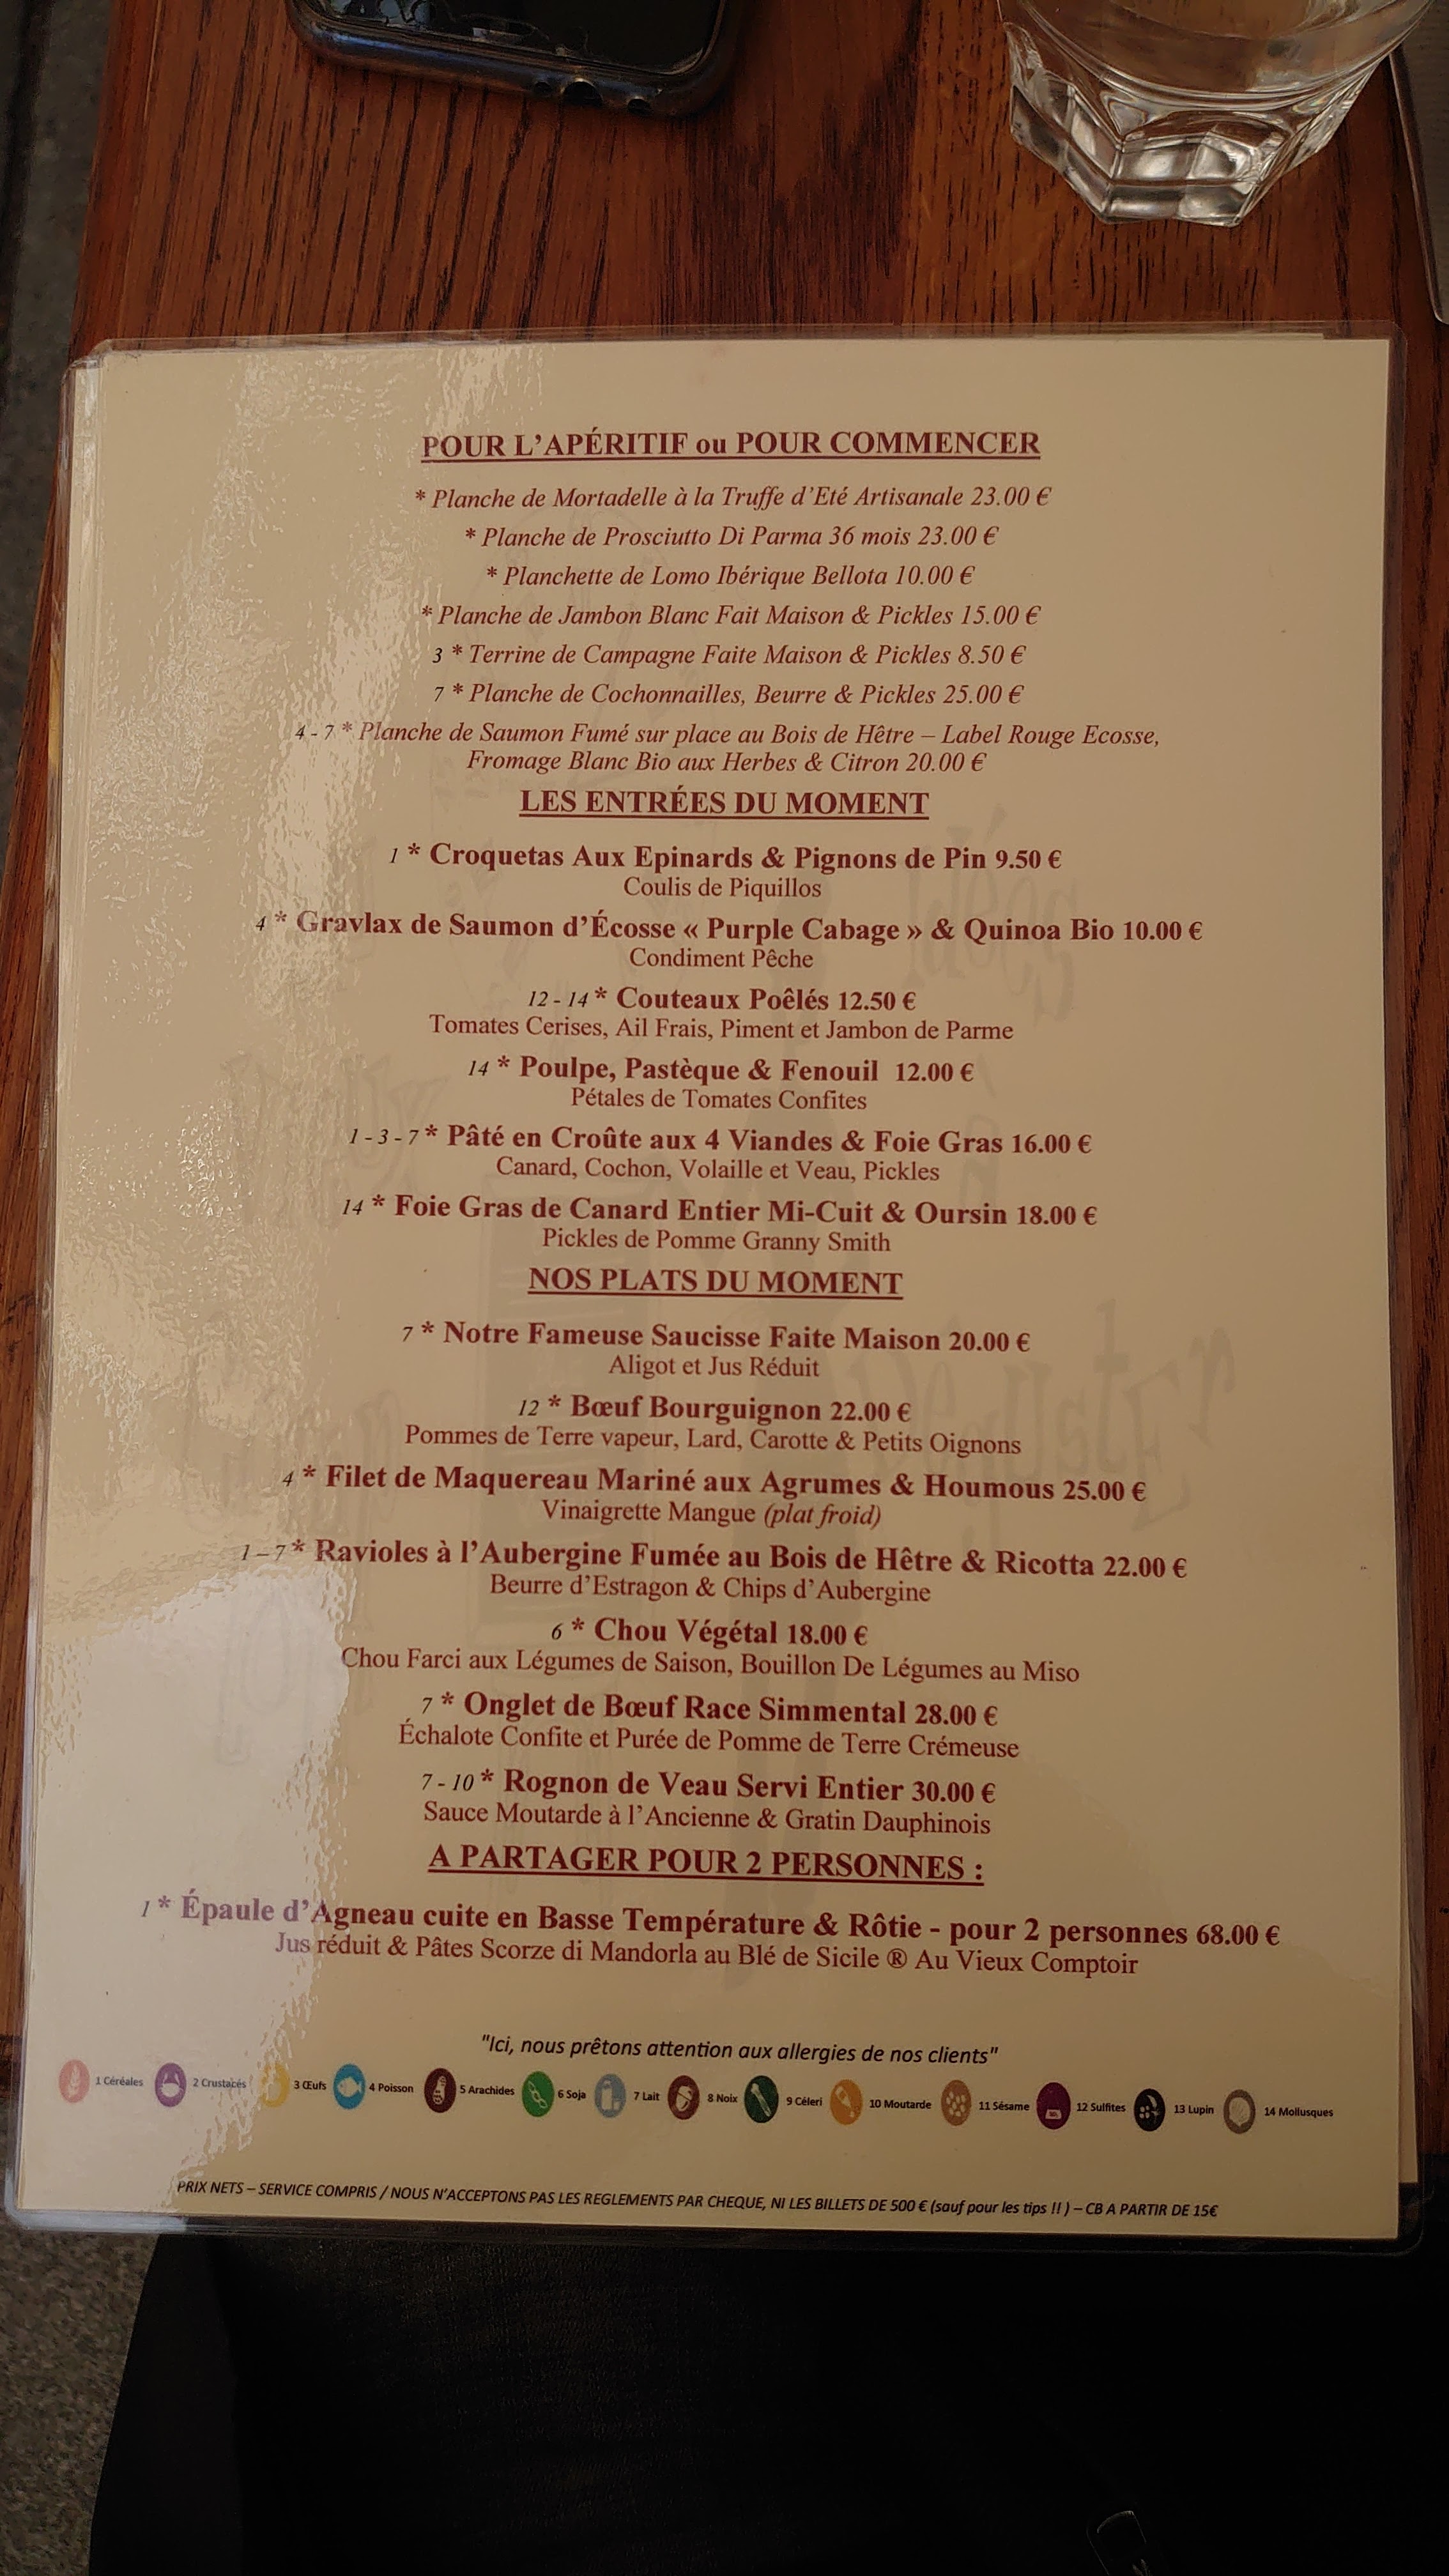 POUR L'APÉRITIF ou POUR COMMENCER
* Planche de Mortadelle à la Truffe d'Eté Artisanale 23.00 €
* Planche de Prosciutto Di Parma 36 mois 23.00 €
* Planchette de Lomo Ibérique Bellota 10.00 €
* Planche de Jambon Blanc Fait Maison & Pickles 15.00 €
3 * Terrine de Campagne Faite Maison & Pickles 8.50 €
7 * Planche de Cochonnailles, Beurre & Pickles 25.00 €
4 - 7 * Planche de Saumon Fumé sur place au Bois de Hêtre – Label Rouge Ecosse,
Fromage Blanc Bio aux Herbes & Citron 20.00 €
LES ENTRÉES DU MOMENT
1 * Croquetas Aux Epinards & Pignons de Pin 9.50 €
Coulis de Piquillos
4 * Gravlax de Saumon d'Écosse « Purple Cabage » & Quinoa Bio 10.00 €
Condiment Pêche
12 - 14 * Couteaux Poêlés 12.50 €
Tomates Cerises, Ail Frais, Piment et Jambon de Parme
14 * Poulpe, Pastèque & Fenouil 12.00 €
Pétales de Tomates Confites
1 - 3 - 7 * Pâté en Croûte aux 4 Viandes & Foie Gras 16.00 €
Canard, Cochon, Volaille et Veau, Pickles
14 * Foie Gras de Canard Entier Mi-Cuit & Oursin 18.00 €
Pickles de Pomme Granny Smith
NOS PLATS DU MOMENT
7 * Notre Fameuse Saucisse Faite Maison 20.00 €
Aligot et Jus Réduit
12 * Bœuf Bourguignon 22.00 €
Pommes de Terre vapeur, Lard, Carotte & Petits Oignons
4 * Filet de Maquereau Mariné aux Agrumes & Houmous 25.00 €
Vinaigrette Mangue (plat froid)
1 – 7 * Ravioles à l'Aubergine Fumée au Bois de Hêtre & Ricotta 22.00 €
Beurre d'Estragon & Chips d'Aubergine
6 * Chou Végétal 18.00 €
Chou Farci aux Légumes de Saison, Bouillon De Légumes au Miso
7 * Onglet de Bœuf Race Simmental 28.00 €
Échalote Confite et Purée de Pomme de Terre Crémeuse
7 - 10 * Rognon de Veau Servi Entier 30.00 €
Sauce Moutarde à l'Ancienne & Gratin Dauphinois
A PARTAGER POUR 2 PERSONNES :
1 * Épaule d'Agneau cuite en Basse Température & Rôtie - pour 2 personnes 68.00 €
Jus réduit & Pâtes Scorze di Mandorla au Blé de Sicile ® Au Vieux Comptoir
"Ici, nous prêtons attention aux allergies de nos clients"
1 Céréales 2 Crustacés 3 Œufs 4 Poisson 5 Arachides 6 Soja 7 Lait 8 Noix 9 Céleri 10 Moutarde 11 Sésame 12 Sulfites 13 Lupin 14 Mollusques
PRIX NETS – SERVICE COMPRIS / NOUS N'ACCEPTONS PAS LES REGLEMENTS PAR CHEQUE, NI LES BILLETS DE 500 € (sauf pour les tips !! ) – CB A PARTIR DE 15€